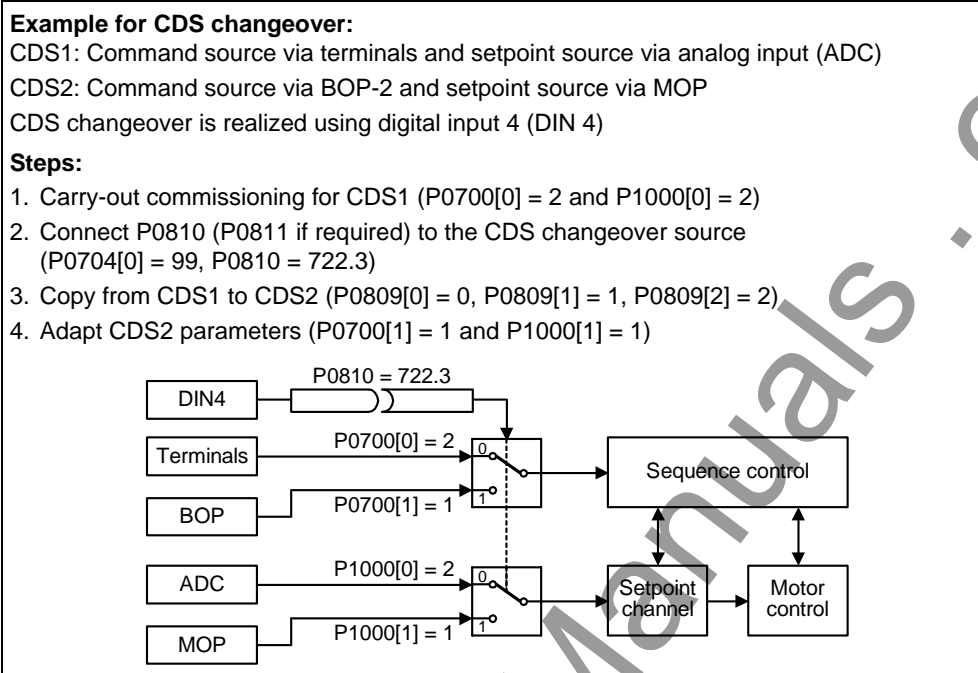 Example for CDS changeover:
CDS1: Command source via terminals and setpoint source via analog input (ADC)
CDS2: Command source via BOP-2 and setpoint source via MOP
CDS changeover is realized using digital input 4 (DIN 4)
Steps:
1. Carry-out commissioning for CDS1 (P0700[0] = 2 and P1000[0] = 2)
2. Connect P0810 (P0811 if required) to the CDS changeover source
(P0704[0] = 99, P0810 = 722.3)
3. Copy from CDS1 to CDS2 (P0809[0] = 0, P0809[1] = 1, P0809[2] = 2)
4. Adapt CDS2 parameters (P0700[1] = 1 and P1000[1] = 1)
P0810 = 722.3
DIN4
Terminals
P0700[0] = 2
0
Sequence control
BOP
P0700[1] = 1
1
ADC
P1000[0] = 2
0
Setpoint
channel
Motor
control
MOP
P1000[1] = 1
1
Manuals .